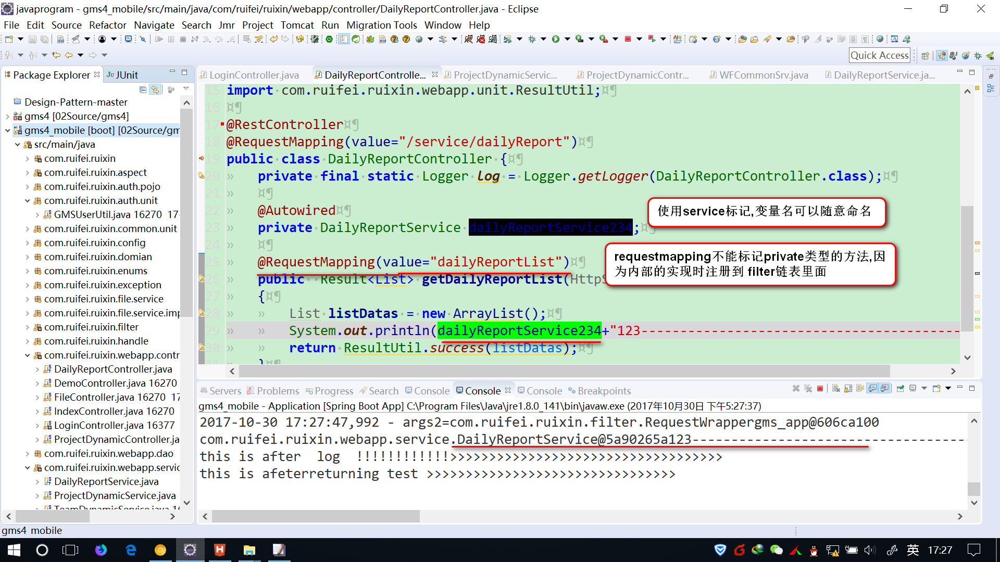 javaprogram - gms4_mobile/src/main/java/com/ruifei/ruixin/webapp/controller/DailyReportController.java - Eclipse
File Edit Source Refactor Navigate Search Jmr Project Tomcat Run Migration Tools Window Help
Quick Access
Package Explorer JUnit
Design-Pattern-master
gms4 [02Source/gms4]
gms4_mobile [boot] [02Source/gm
src/main/java
com.ruifei.ruixin
com.ruifei.ruixin.aspect
com.ruifei.ruixin.auth.pojo
com.ruifei.ruixin.auth.unit
GMSUserUtil.java 16270 17
com.ruifei.ruixin.common.unit
com.ruifei.ruixin.config
com.ruifei.ruixin.domian
com.ruifei.ruixin.enums
com.ruifei.ruixin.exception
com.ruifei.ruixin.file.service
com.ruifei.ruixin.file.service.imp
com.ruifei.ruixin.filter
com.ruifei.ruixin.handle
com.ruifei.ruixin.webapp.contr
DailyReportController.java
DemoController.java 16270
FileController.java 16270 17
IndexController.java 16270
LoginController.java 16377
ProjectDynamicController.ja
com.ruifei.ruixin.webapp.dao
com.ruifei.ruixin.webapp.servic
DailyReportService.java
ProjectDynamicService.java
TeamDynamicService.java 16
LoginController.java DailyReportControlle... ProjectDynamicServic... ProjectDynamicContr... WFCommonSrv.java DailyReportService.ja...
15 import com.ruifei.ruixin.webapp.unit.ResultUtil;¤¶
16 ¤¶
17 @RestController¤¶
18 @RequestMapping(value="/service/dailyReport")¤¶
19 public class DailyReportController {¤¶
20 » private final static Logger log = Logger.getLogger(DailyReportController.class);¤¶
21 » ¤¶
22 » @Autowired¤¶
使用service标记,变量名可以随意命名
23 » private DailyReportService dailyReportService234;¤¶
24 » ¤¶
25 » @RequestMapping(value="dailyReportList")¤¶
requestmapping不能标记private类型的方法,因
为内部的实现时注册到 filter链表里面
26 » public Result<List> getDailyReportList(HttpS
27 » {¤¶
28 » » List listDatas = new ArrayList();¤¶
29 » » System.out.println(dailyReportService234+"123-----------------------------------------
30 » » return ResultUtil.success(listDatas);¤¶
31 » }¤¶
Servers Problems Progress Search Console Console Console Breakpoints
gms4_mobile - Application [Spring Boot App] C:\Program Files\Java\jre1.8.0_141\bin\javaw.exe (2017年10月30日 下午5:27:37)
2017-10-30 17:27:47,992 - args2=com.ruifei.ruixin.filter.RequestWrappergms_app@606ca100
com.ruifei.ruixin.webapp.service.DailyReportService@5a90265a123-----------------------------------
this is after  log  !!!!!!!!!!!!>>>>>>>>>>>>>>>>>>>>>>>>>>>>>>>>>>>
this is afeterreturning test >>>>>>>>>>>>>>>>>>>>>>>>>>>>>>>>
gms4_mobile
英 17:27